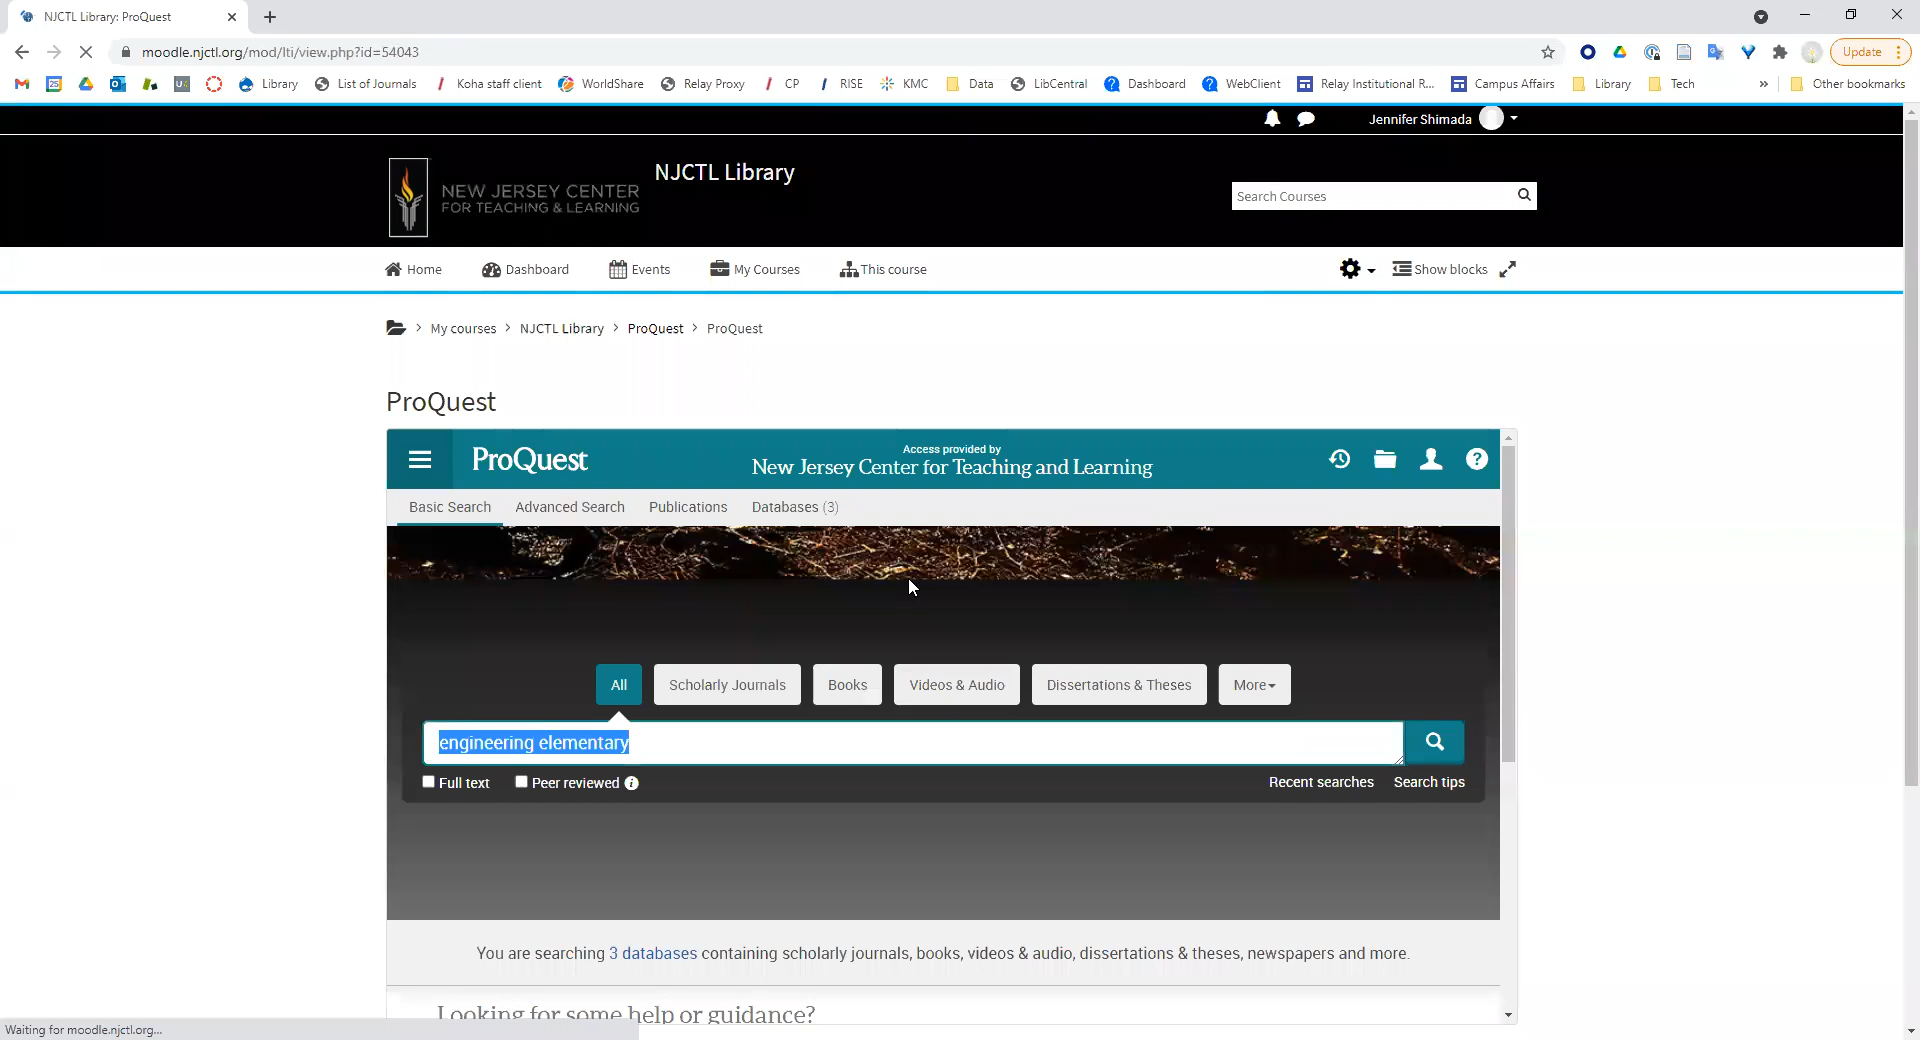 NJCTL Library: ProQuest
moodle.njctl.org/mod/lti/view.php?id=54043
Update
Library
List of Journals
Koha staff client
WorldShare
Relay Proxy
CP
RISE
KMC
Data
LibCentral
Dashboard
WebClient
Relay Institutional R...
Campus Affairs
Library
Tech
»
Other bookmarks
Jennifer Shimada
NEW JERSEY CENTER
FOR TEACHING & LEARNING
NJCTL Library
Search Courses
Home
Dashboard
Events
My Courses
This course
Show blocks
> My courses > NJCTL Library > ProQuest > ProQuest
ProQuest
ProQuest
Access provided by
New Jersey Center for Teaching and Learning
Basic Search
Advanced Search
Publications
Databases (3)
All
Scholarly Journals
Books
Videos & Audio
Dissertations & Theses
More
engineering elementary
Full text
Peer reviewed
Recent searches
Search tips
You are searching 3 databases containing scholarly journals, books, videos & audio, dissertations & theses, newspapers and more.
Looking for some help or guidance?
Waiting for moodle.njctl.org...